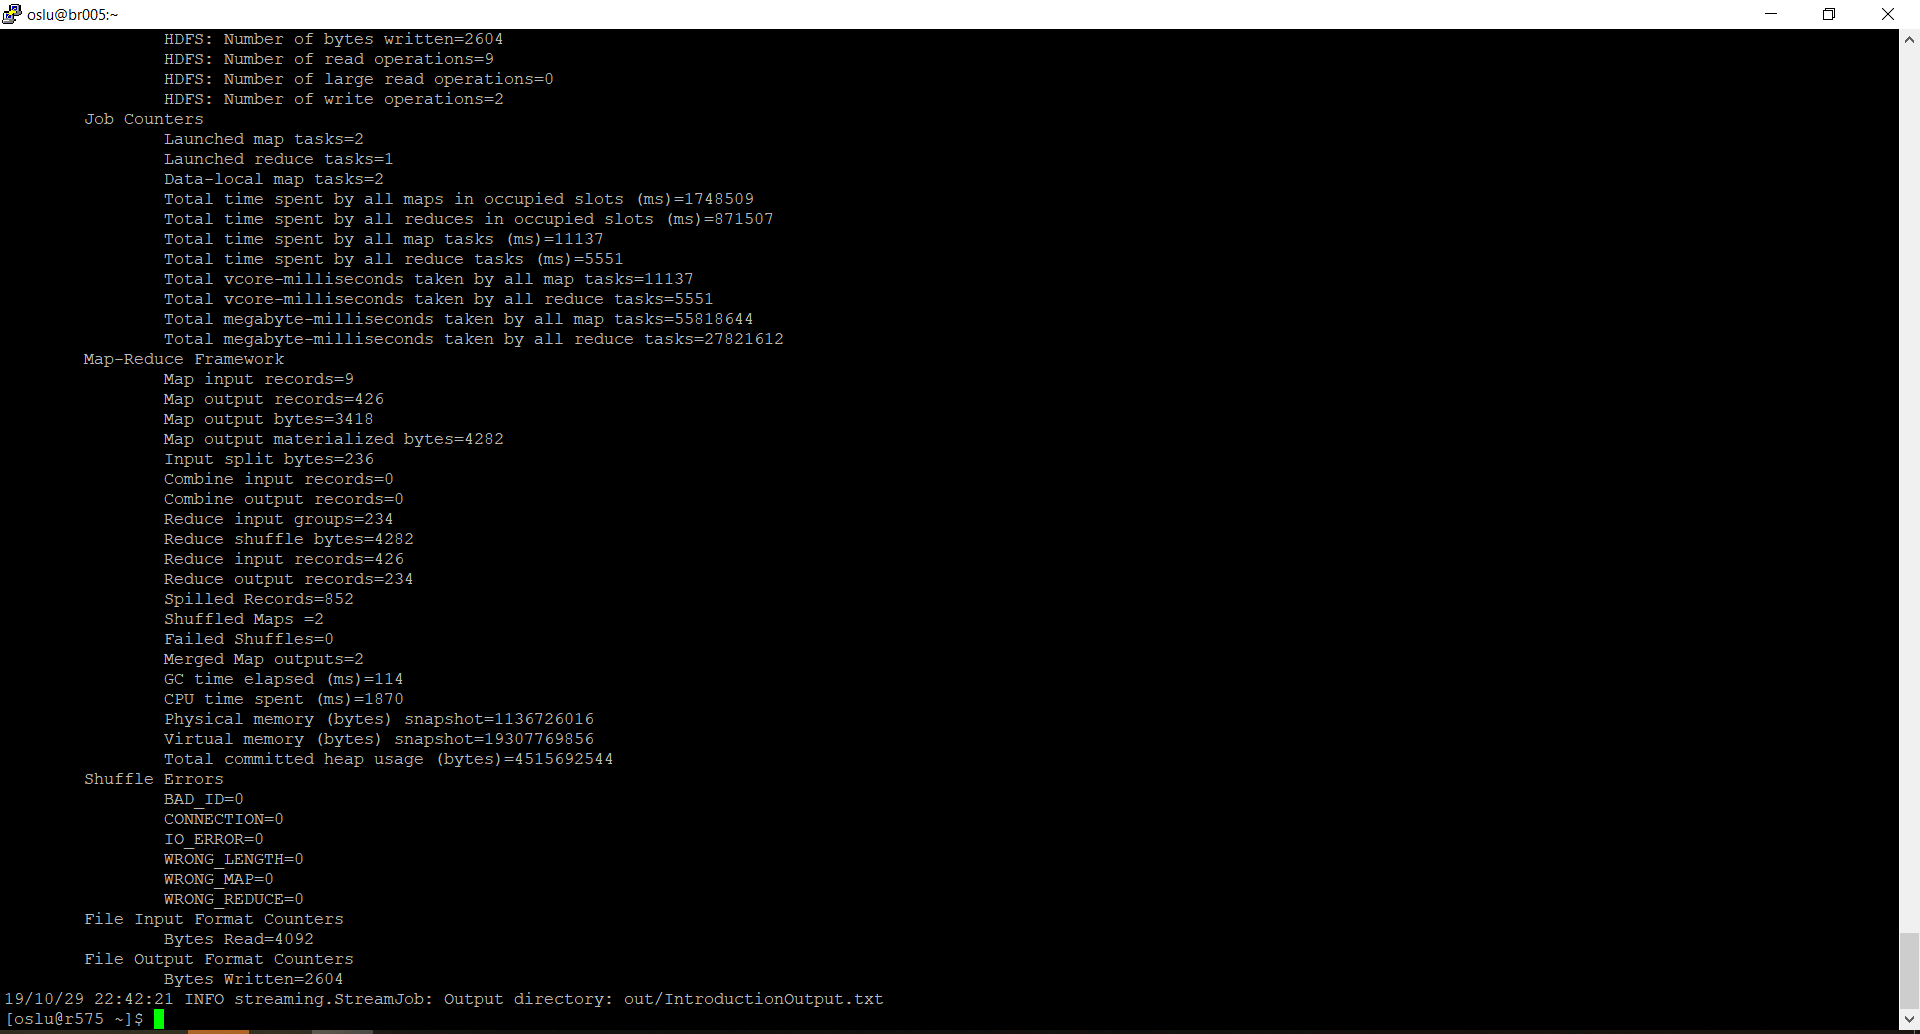 oslu@br005:~
HDFS: Number of bytes written=2604
HDFS: Number of read operations=9
HDFS: Number of large read operations=0
HDFS: Number of write operations=2
Job Counters
Launched map tasks=2
Launched reduce tasks=1
Data-local map tasks=2
Total time spent by all maps in occupied slots (ms)=1748509
Total time spent by all reduces in occupied slots (ms)=871507
Total time spent by all map tasks (ms)=11137
Total time spent by all reduce tasks (ms)=5551
Total vcore-milliseconds taken by all map tasks=11137
Total vcore-milliseconds taken by all reduce tasks=5551
Total megabyte-milliseconds taken by all map tasks=55818644
Total megabyte-milliseconds taken by all reduce tasks=27821612
Map-Reduce Framework
Map input records=9
Map output records=426
Map output bytes=3418
Map output materialized bytes=4282
Input split bytes=236
Combine input records=0
Combine output records=0
Reduce input groups=234
Reduce shuffle bytes=4282
Reduce input records=426
Reduce output records=234
Spilled Records=852
Shuffled Maps =2
Failed Shuffles=0
Merged Map outputs=2
GC time elapsed (ms)=114
CPU time spent (ms)=1870
Physical memory (bytes) snapshot=1136726016
Virtual memory (bytes) snapshot=19307769856
Total committed heap usage (bytes)=4515692544
Shuffle Errors
BAD_ID=0
CONNECTION=0
IO_ERROR=0
WRONG_LENGTH=0
WRONG_MAP=0
WRONG_REDUCE=0
File Input Format Counters
Bytes Read=4092
File Output Format Counters
Bytes Written=2604
19/10/29 22:42:21 INFO streaming.StreamJob: Output directory: out/IntroductionOutput.txt
[oslu@r575 ~]$